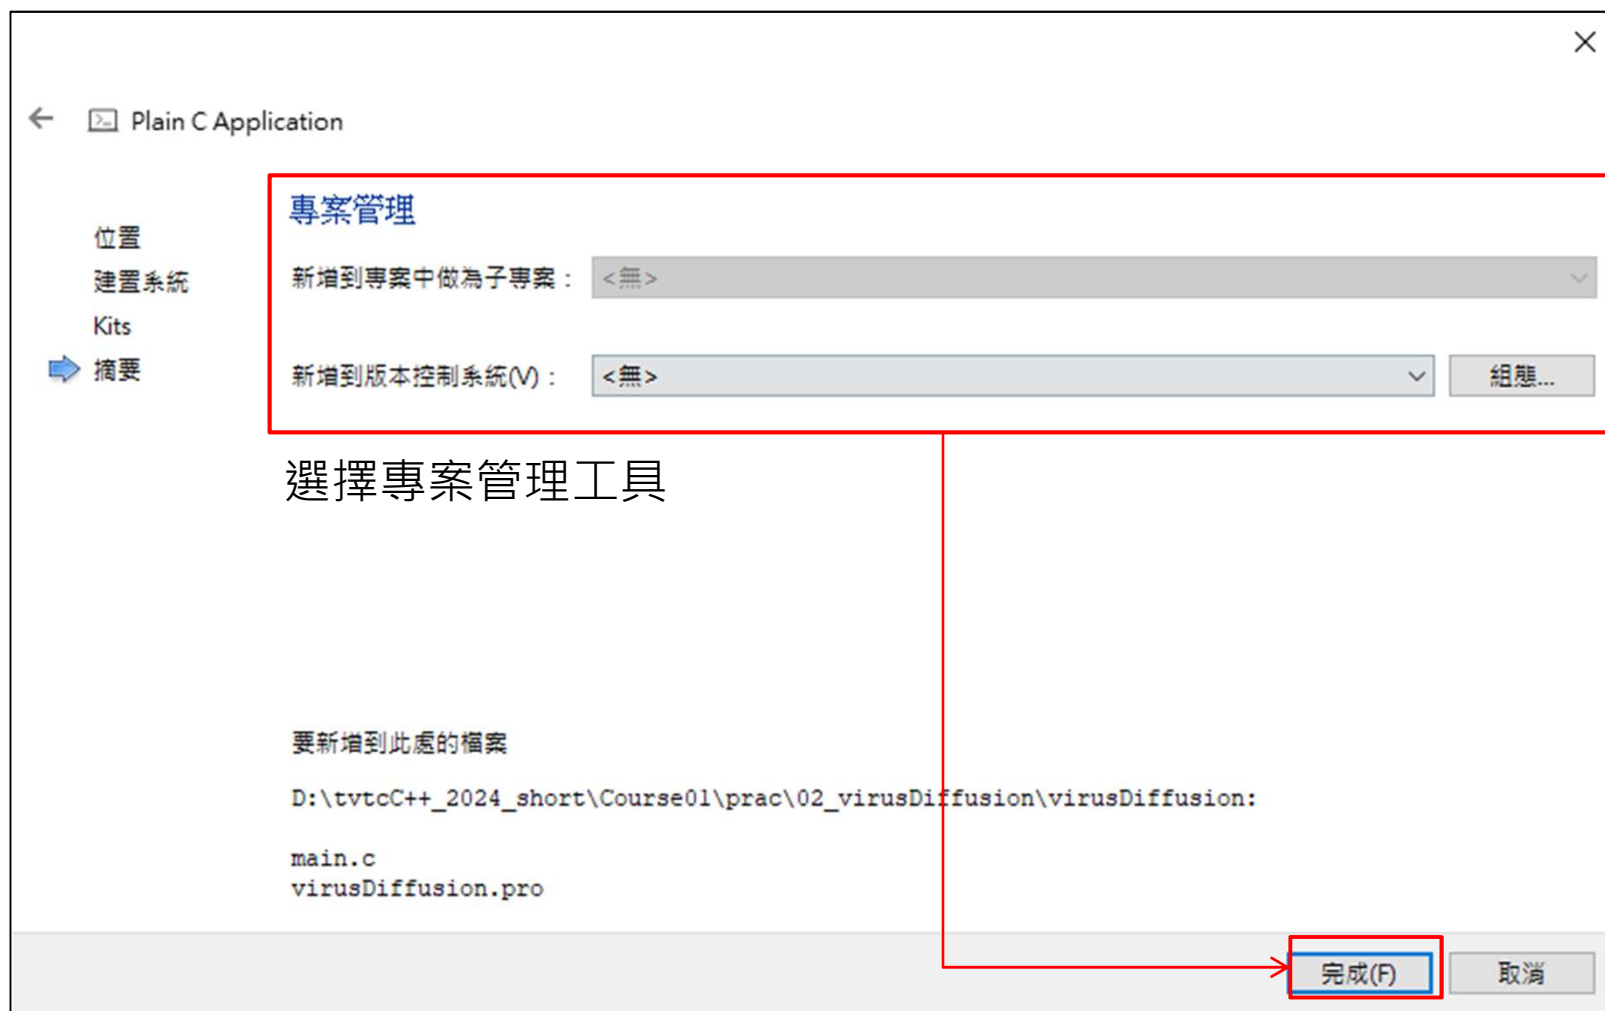 Plain C Application
專案管理
位置
建置系統
Kits
摘要
新增到專案中做為子專案：
<無>
新增到版本控制系統(V)：
<無>
組態...
選擇專案管理工具
要新增到此處的檔案
D:\tvtcC++_2024_short\Course01\prac\02_virusDiffusion\virusDiffusion:
main.c
virusDiffusion.pro
完成(F)
取消